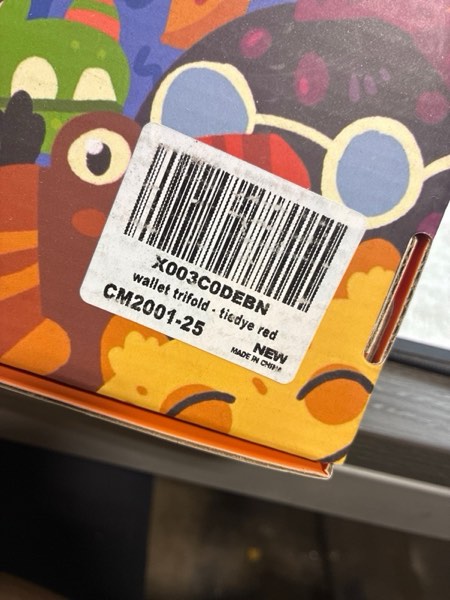 X003C0DEBN
wallet trifold - tiedye red
CM2001-25
NEW
MADE IN CHINA